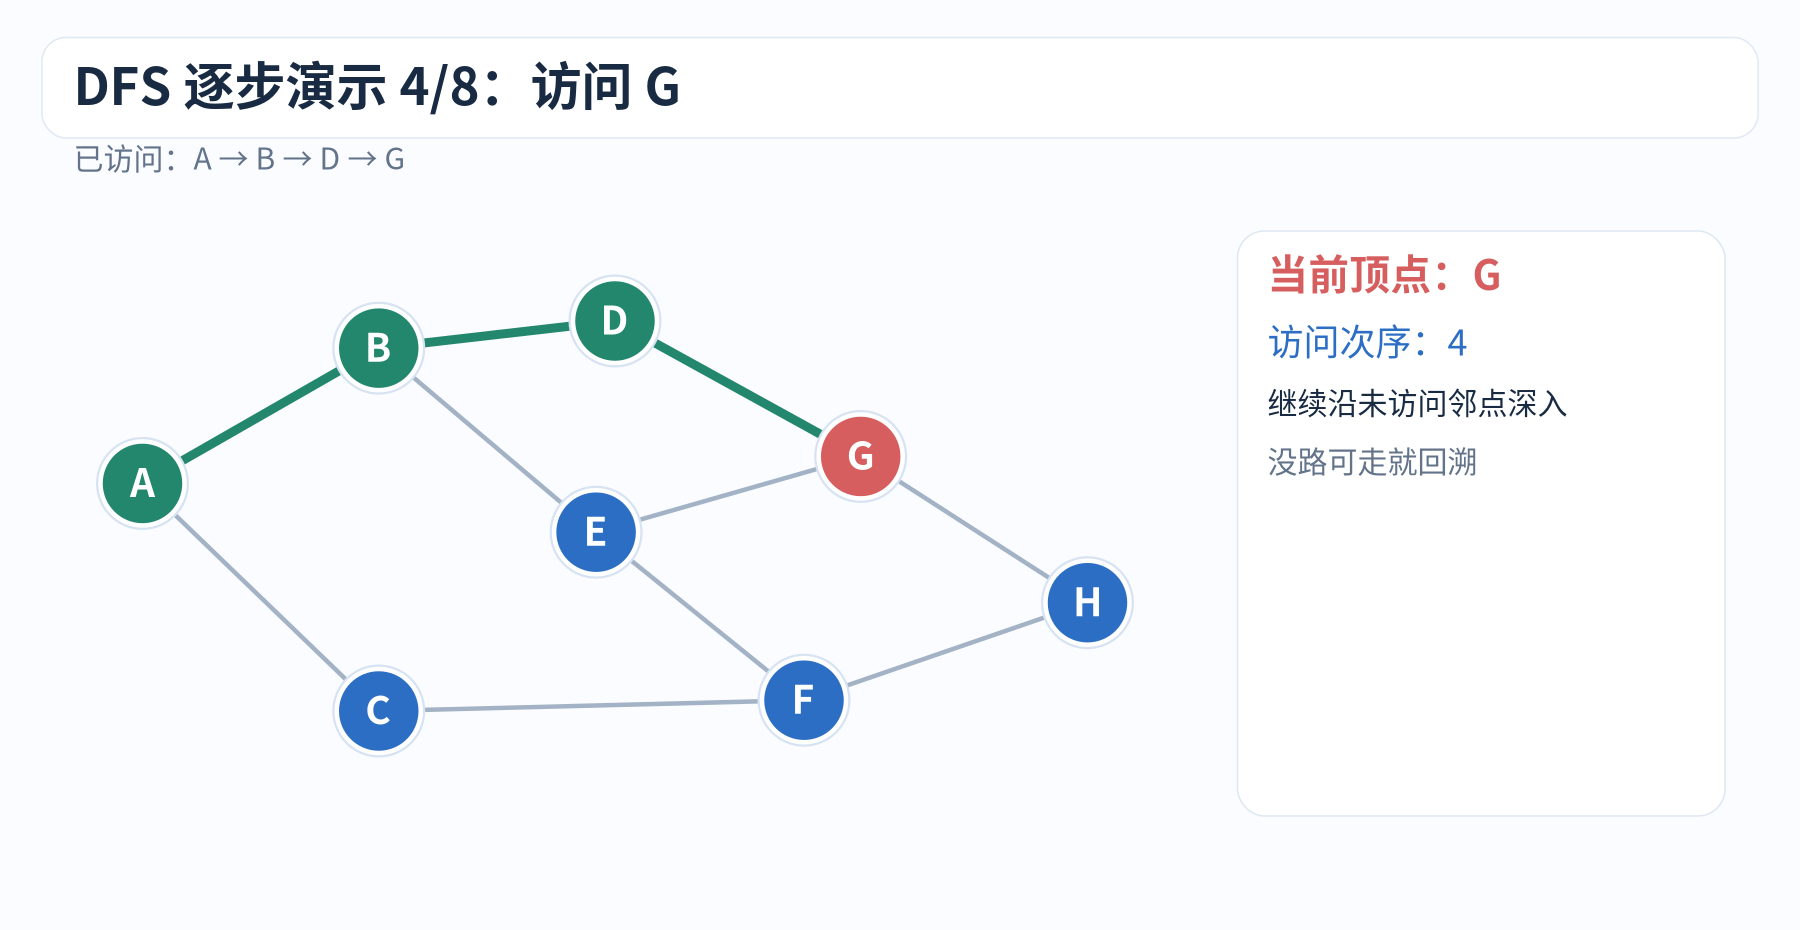 DFS 逐步演示 4/8：访问 G
已访问：A → B → D → G
当前顶点：G
访问次序：4
继续沿未访问邻点深入
没路可走就回溯
D
B
G
A
E
H
F
C